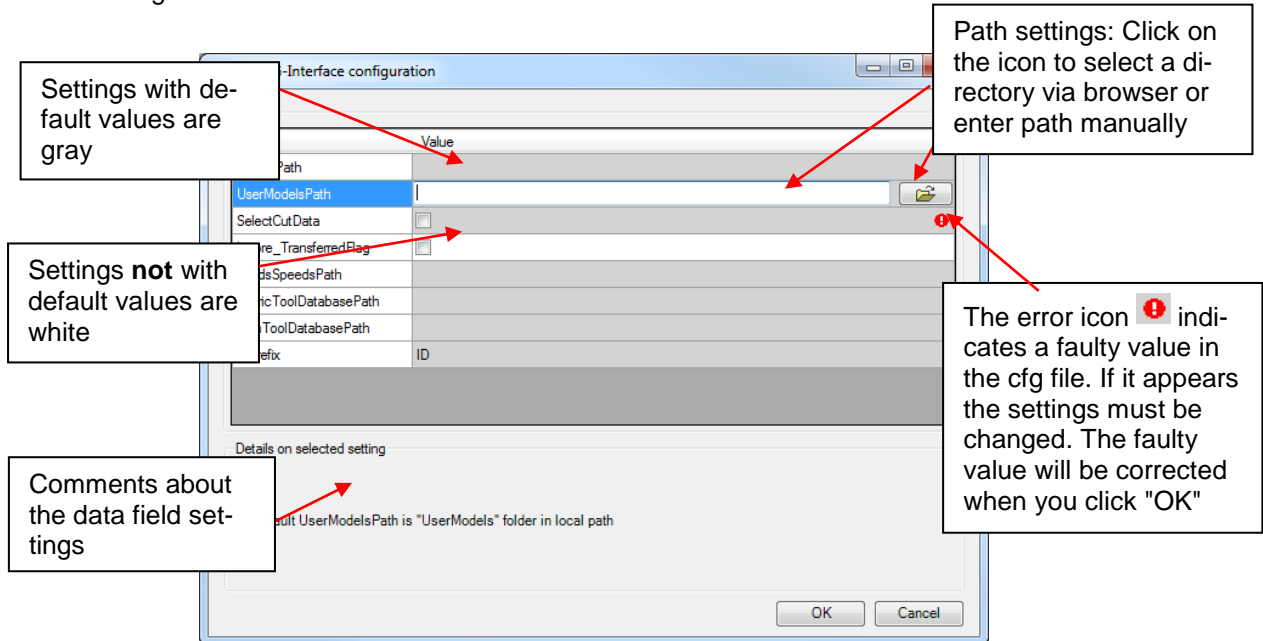 Path settings: Click on
the icon to select a di-
rectory via browser or
enter path manually
Settings with de-
fault values are
gray
-Interface configuration
Value
Path
UserModelsPath
SelectCutData
ore_TransferredFlag
Settings not with
default values are
white
dsSpeedsPath
ricToolDatabasePath
ToolDatabasePath
refix
ID
The error icon indi-
cates a faulty value in
the cfg file. If it appears
the settings must be
changed. The faulty
value will be corrected
when you click "OK"
Details on selected setting
Comments about
the data field set-
tings
ult UserModelsPath is "UserModels" folder in local path
OK
Cancel